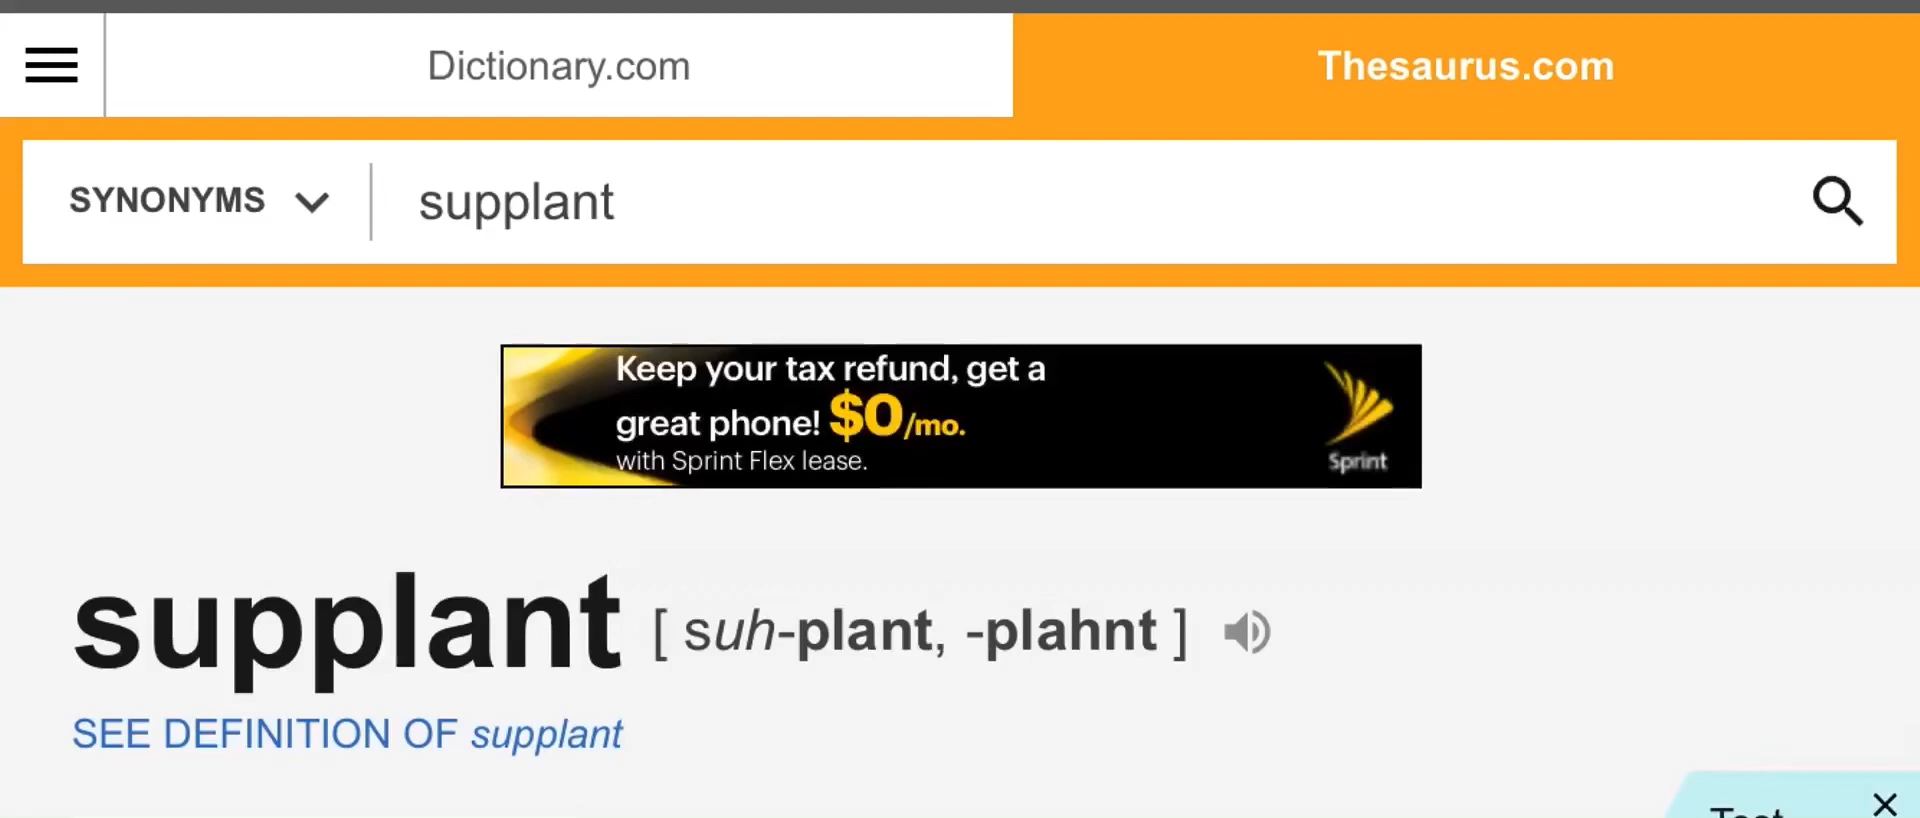 Dictionary.com
Thesaurus.com
SYNONYMS
supplant
Keep your tax refund, get a
great phone! $0/mo.
with Sprint Flex lease.
Sprint
supplant [ suh-plant, -plahnt ]
SEE DEFINITION OF supplant